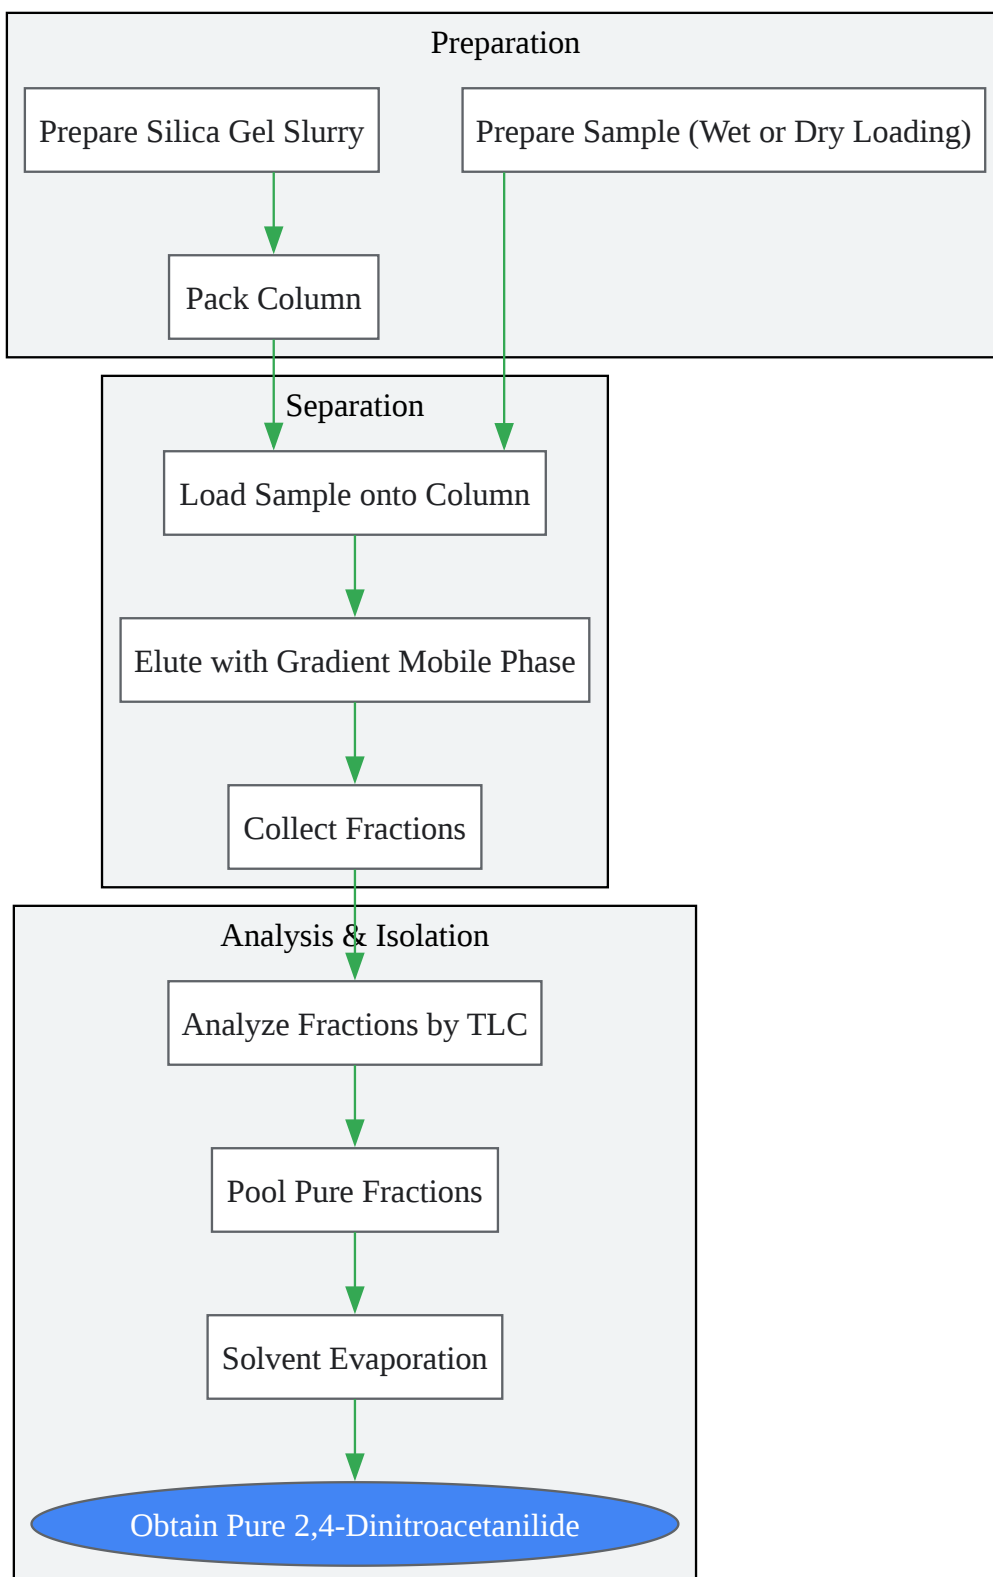 Preparation
Prepare Silica Gel Slurry
Prepare Sample (Wet or Dry Loading)
Pack Column
Separation
Load Sample onto Column
Elute with Gradient Mobile Phase
Collect Fractions
Analysis & Isolation
Analyze Fractions by TLC
Pool Pure Fractions
Solvent Evaporation
Obtain Pure 2,4-Dinitroacetanilide